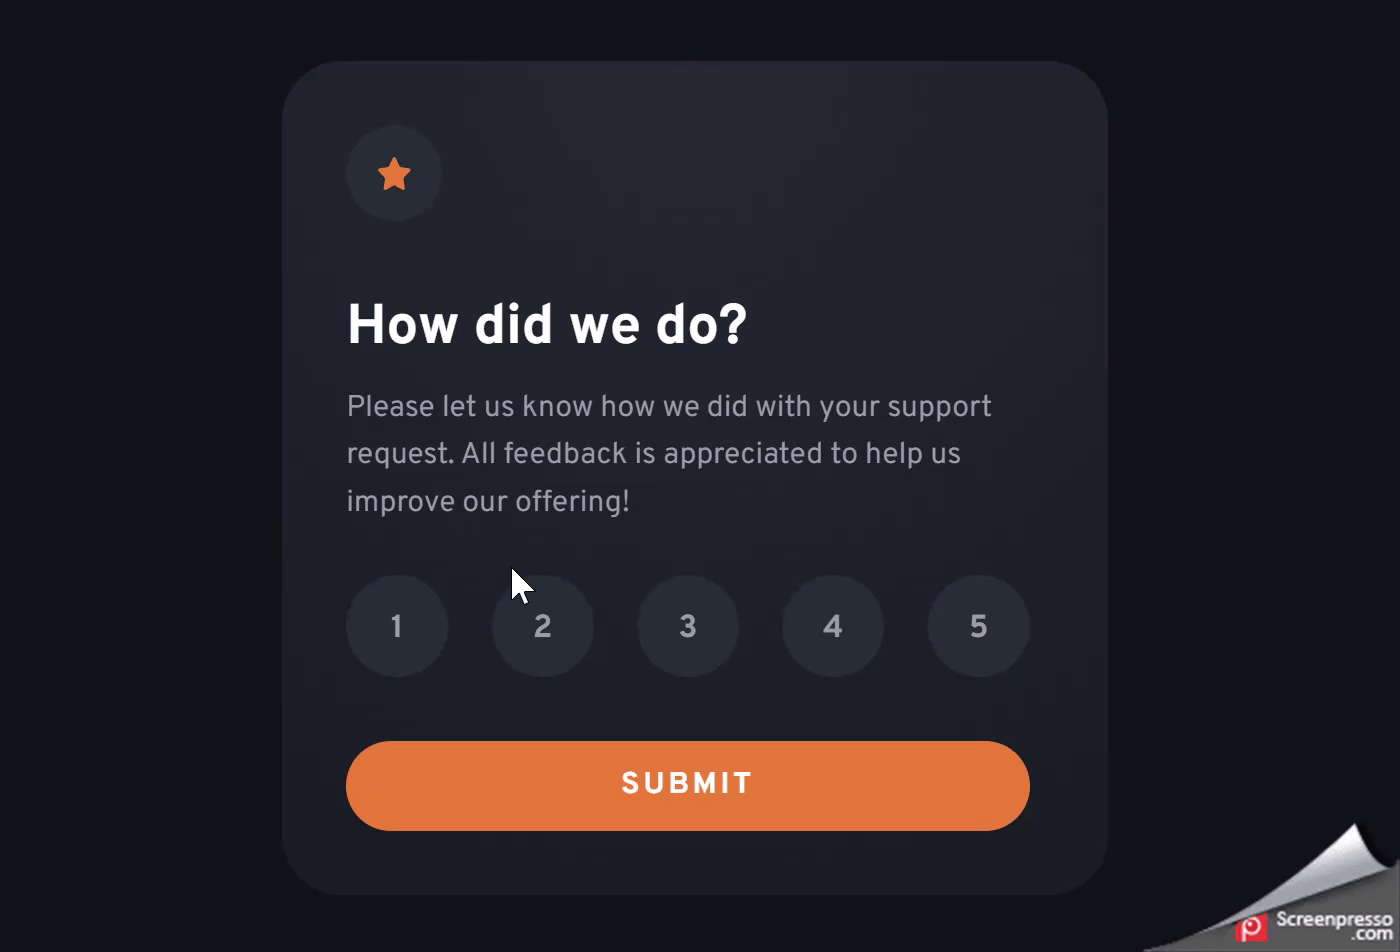 How did we do?
Please let us know how we did with your support
request. All feedback is appreciated to help us
improve our offering!
1 2 3 4 5
SUBMIT
Screenpresso
.com